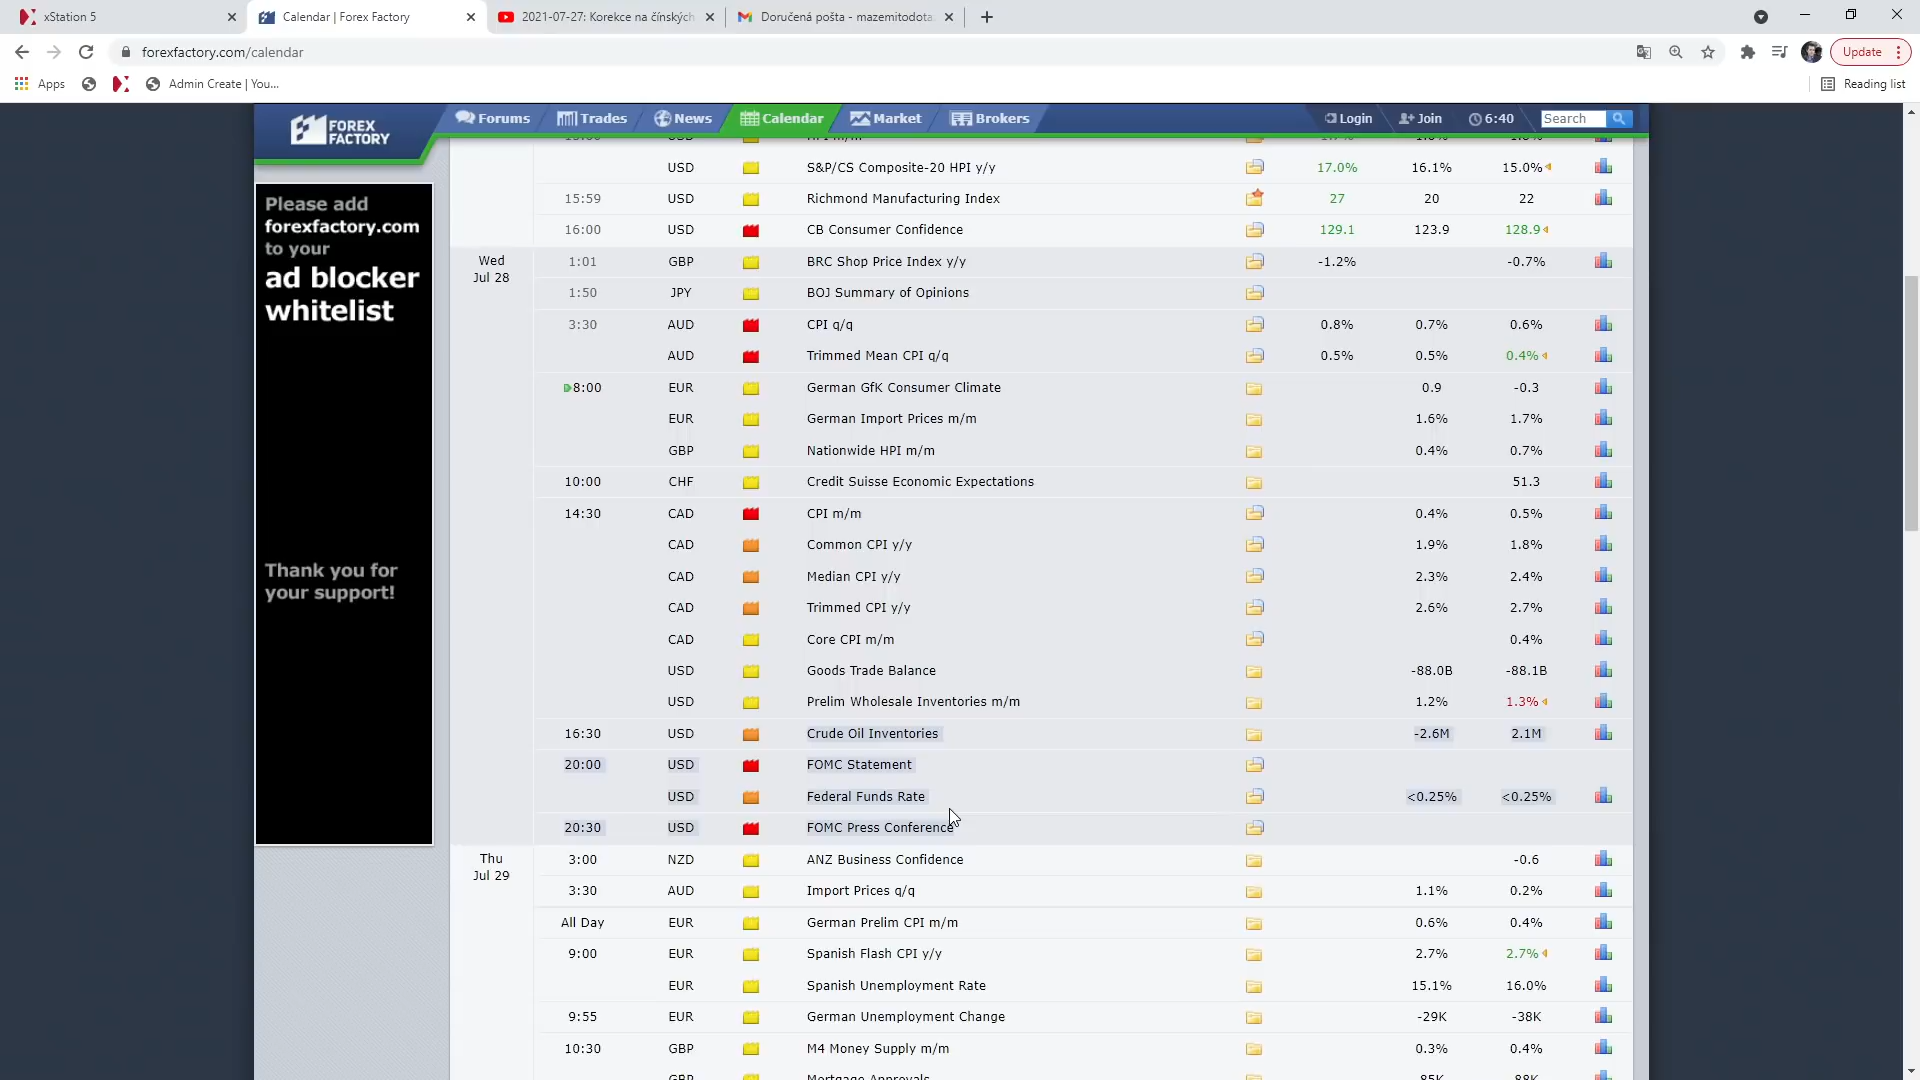 xStation 5
Calendar | Forex Factory
2021-07-27: Korekce na čínských
Doručená pošta - mazemitodota
forexfactory.com/calendar
Update
Apps
Admin Create | You...
Reading list
FOREX FACTORY
Forums
Trades
News
Calendar
Market
Brokers
Login
Join
6:40
Search
Please add
forexfactory.com
to your
ad blocker
whitelist
Thank you for
your support!
USD S&P/CS Composite-20 HPI y/y 17.0% 16.1% 15.0%
15:59 USD Richmond Manufacturing Index 27 20 22
16:00 USD CB Consumer Confidence 129.1 123.9 128.9
Wed
Jul 28
1:01 GBP BRC Shop Price Index y/y -1.2% -0.7%
1:50 JPY BOJ Summary of Opinions
3:30 AUD CPI q/q 0.8% 0.7% 0.6%
AUD Trimmed Mean CPI q/q 0.5% 0.5% 0.4%
8:00 EUR German GfK Consumer Climate 0.9 -0.3
EUR German Import Prices m/m 1.6% 1.7%
GBP Nationwide HPI m/m 0.4% 0.7%
10:00 CHF Credit Suisse Economic Expectations 51.3
14:30 CAD CPI m/m 0.4% 0.5%
CAD Common CPI y/y 1.9% 1.8%
CAD Median CPI y/y 2.3% 2.4%
CAD Trimmed CPI y/y 2.6% 2.7%
CAD Core CPI m/m 0.4%
USD Goods Trade Balance -88.0B -88.1B
USD Prelim Wholesale Inventories m/m 1.2% 1.3%
16:30 USD Crude Oil Inventories -2.6M 2.1M
20:00 USD FOMC Statement
USD Federal Funds Rate <0.25% <0.25%
20:30 USD FOMC Press Conference
Thu
Jul 29
3:00 NZD ANZ Business Confidence -0.6
3:30 AUD Import Prices q/q 1.1% 0.2%
All Day EUR German Prelim CPI m/m 0.6% 0.4%
9:00 EUR Spanish Flash CPI y/y 2.7% 2.7%
EUR Spanish Unemployment Rate 15.1% 16.0%
9:55 EUR German Unemployment Change -29K -38K
10:30 GBP M4 Money Supply m/m 0.3% 0.4%
GBP Mortgage Approvals 85K 88K